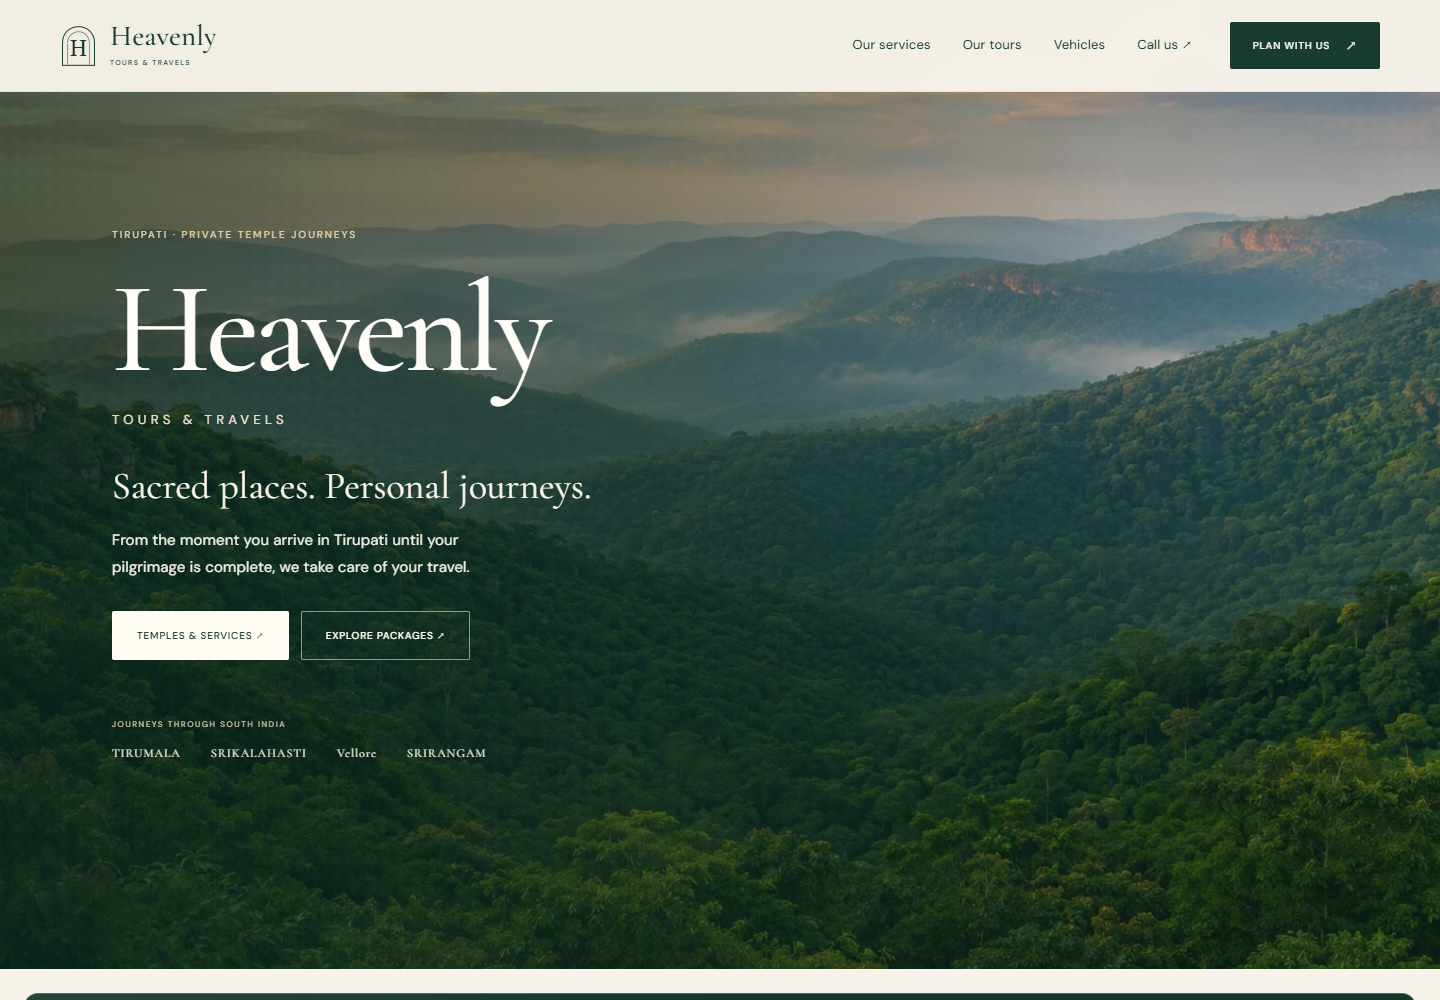 H
Heavenly
TOURS & TRAVELS
Our services
Our tours
Vehicles
Call us ↗
PLAN WITH US ↗
TIRUPATI · PRIVATE TEMPLE JOURNEYS
Heavenly
TOURS & TRAVELS
Sacred places. Personal journeys.
From the moment you arrive in Tirupati until your
pilgrimage is complete, we take care of your travel.
TEMPLES & SERVICES ↗
EXPLORE PACKAGES ↗
JOURNEYS THROUGH SOUTH INDIA
TIRUMALA SRIKALAHASTI Vellore SRIRANGAM